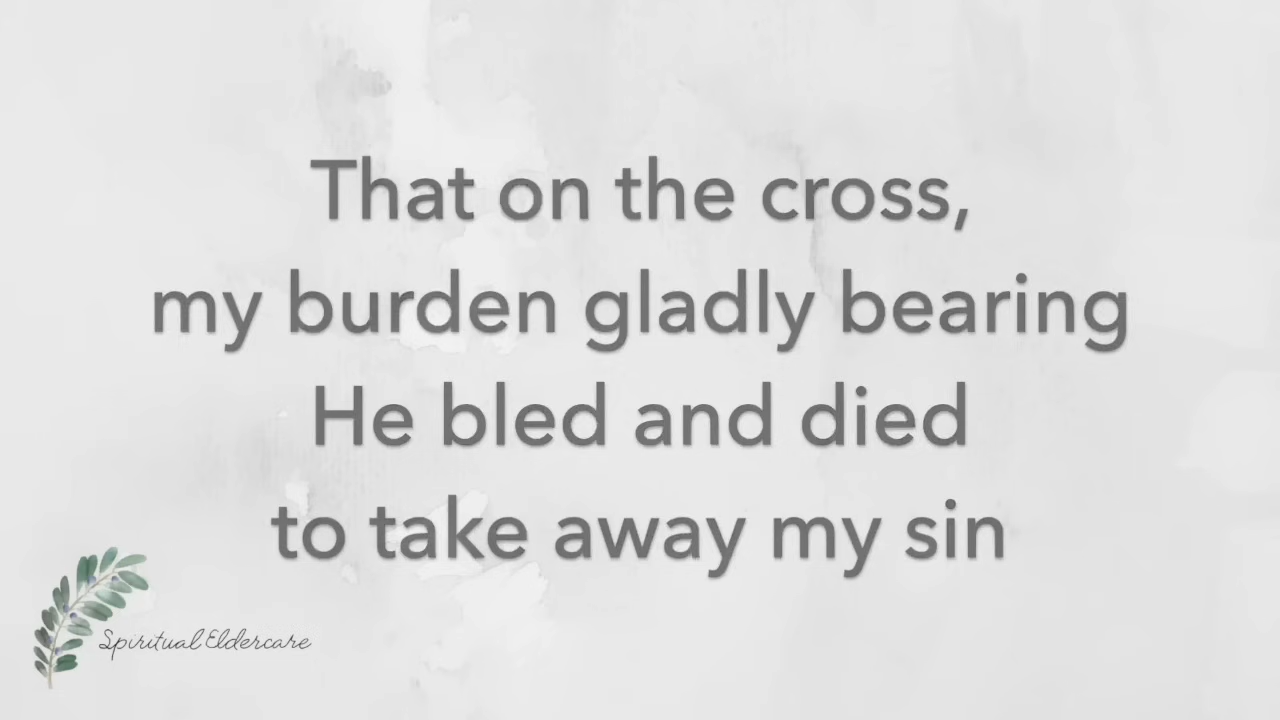 That on the cross,
my burden gladly bearing
He bled and died
to take away my sin
Spiritual Eldercare